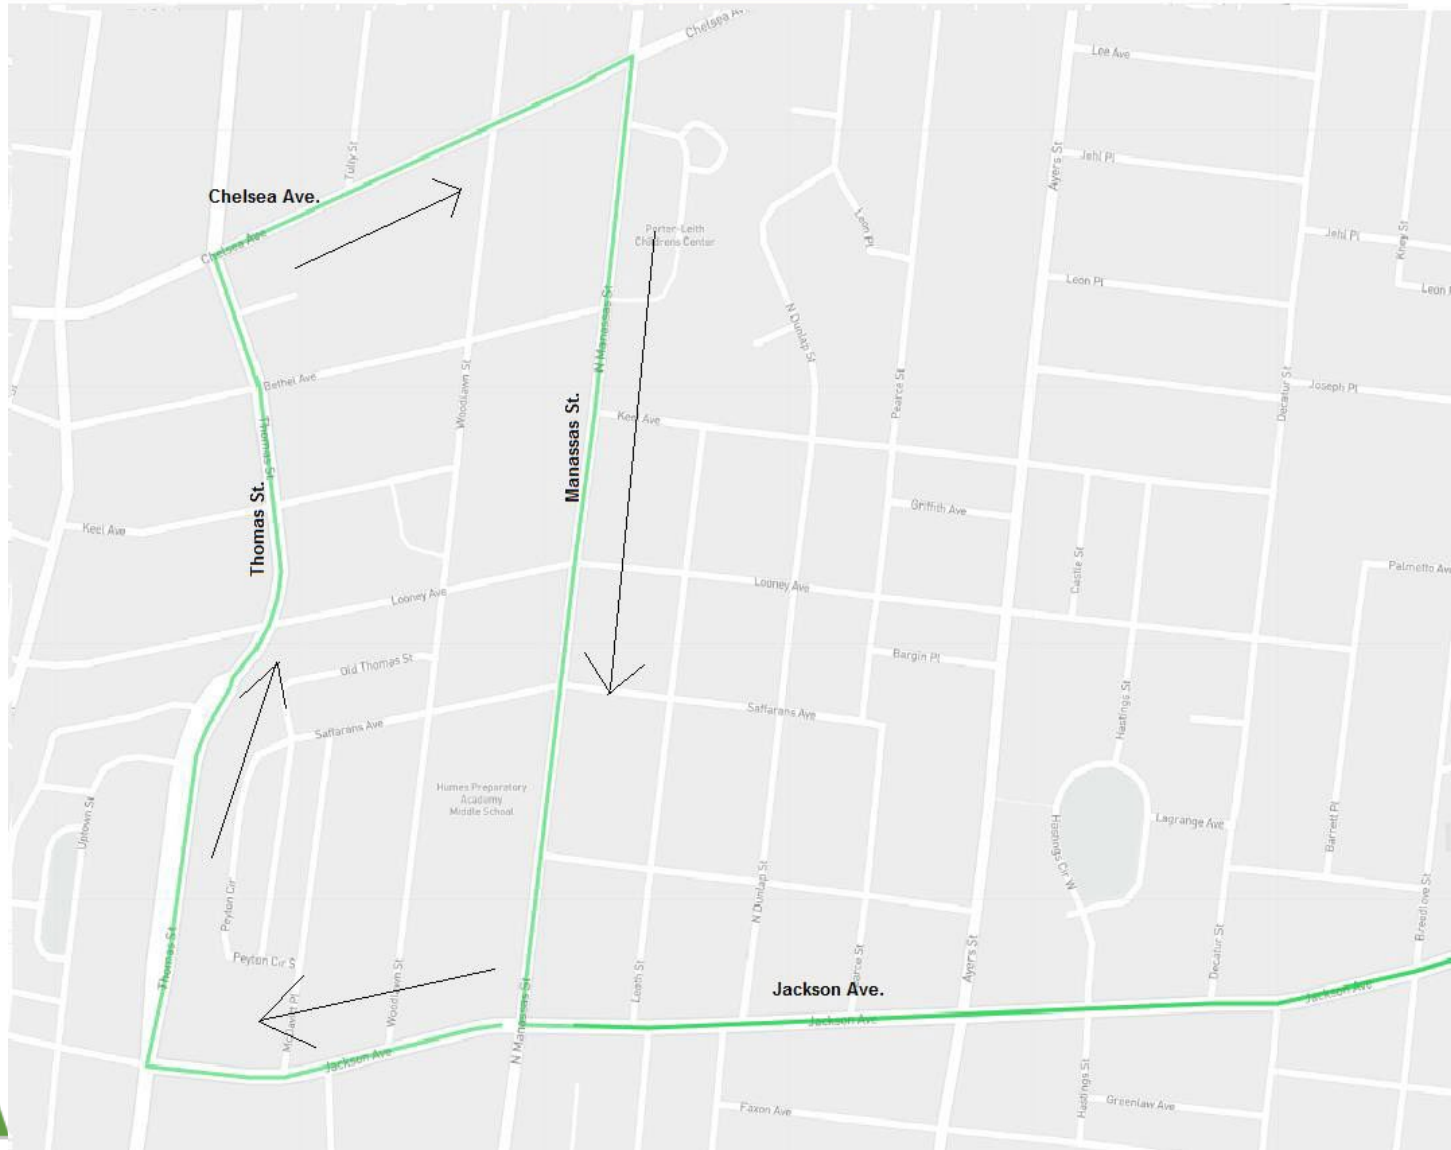 Chelsea Ave
Lee Ave
Tully St
Ayers St
Jehl Pl
Chelsea Ave.
Chelsea Ave
Porter-Leith
Childrens Center
Leon Pl
Jehl Pl
Kney St
Leon Pl
Leon
N Manassas St
N Dunlap St
Bethel Ave
Woodlawn St
Pearce St
Decatur St
Joseph Pl
Thomas St
Manassas St.
Keel Ave
Thomas St.
Keel Ave
Griffith Ave
Castle St
Palmetto Av
Looney Ave
Looney Ave
Old Thomas St
Bargin Pl
Saffarans Ave
Saffarans Ave
Hastings St
Humes Preparatory
Academy
Middle School
Uptown St
Lagrange Ave
Barrett Pl
Hastings Cir W
Peyton Cir
N Dunlap St
Breedlove St
Thomas St
Peyton Cir S
Woodlawn St
Leath St
arce St
Ayers St
Decatur St
Jackson Ave.
Jackson Ave
Jackson Ave
N Manassas St
Jackson Ave
Hastings St
Faxon Ave
Greenlaw Ave